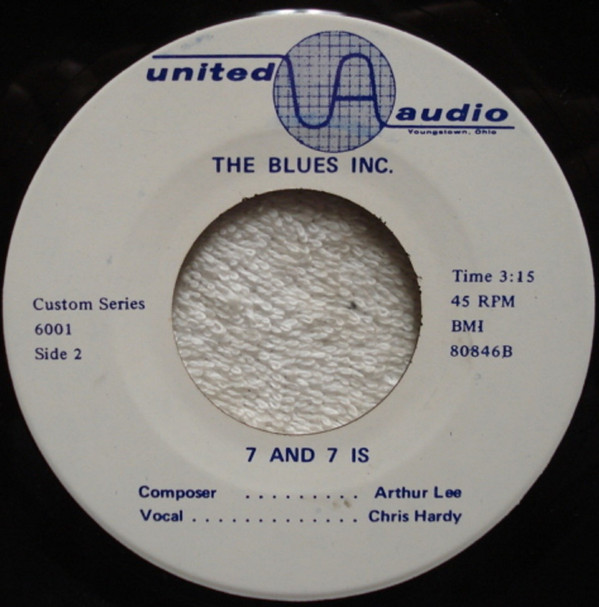 united UA audio
Youngstown, Ohio
THE BLUES INC.
Custom Series
6001
Side 2
Time 3:15
45 RPM
BMI
80846B
7 AND 7 IS
Composer ......... Arthur Lee
Vocal .............. Chris Hardy